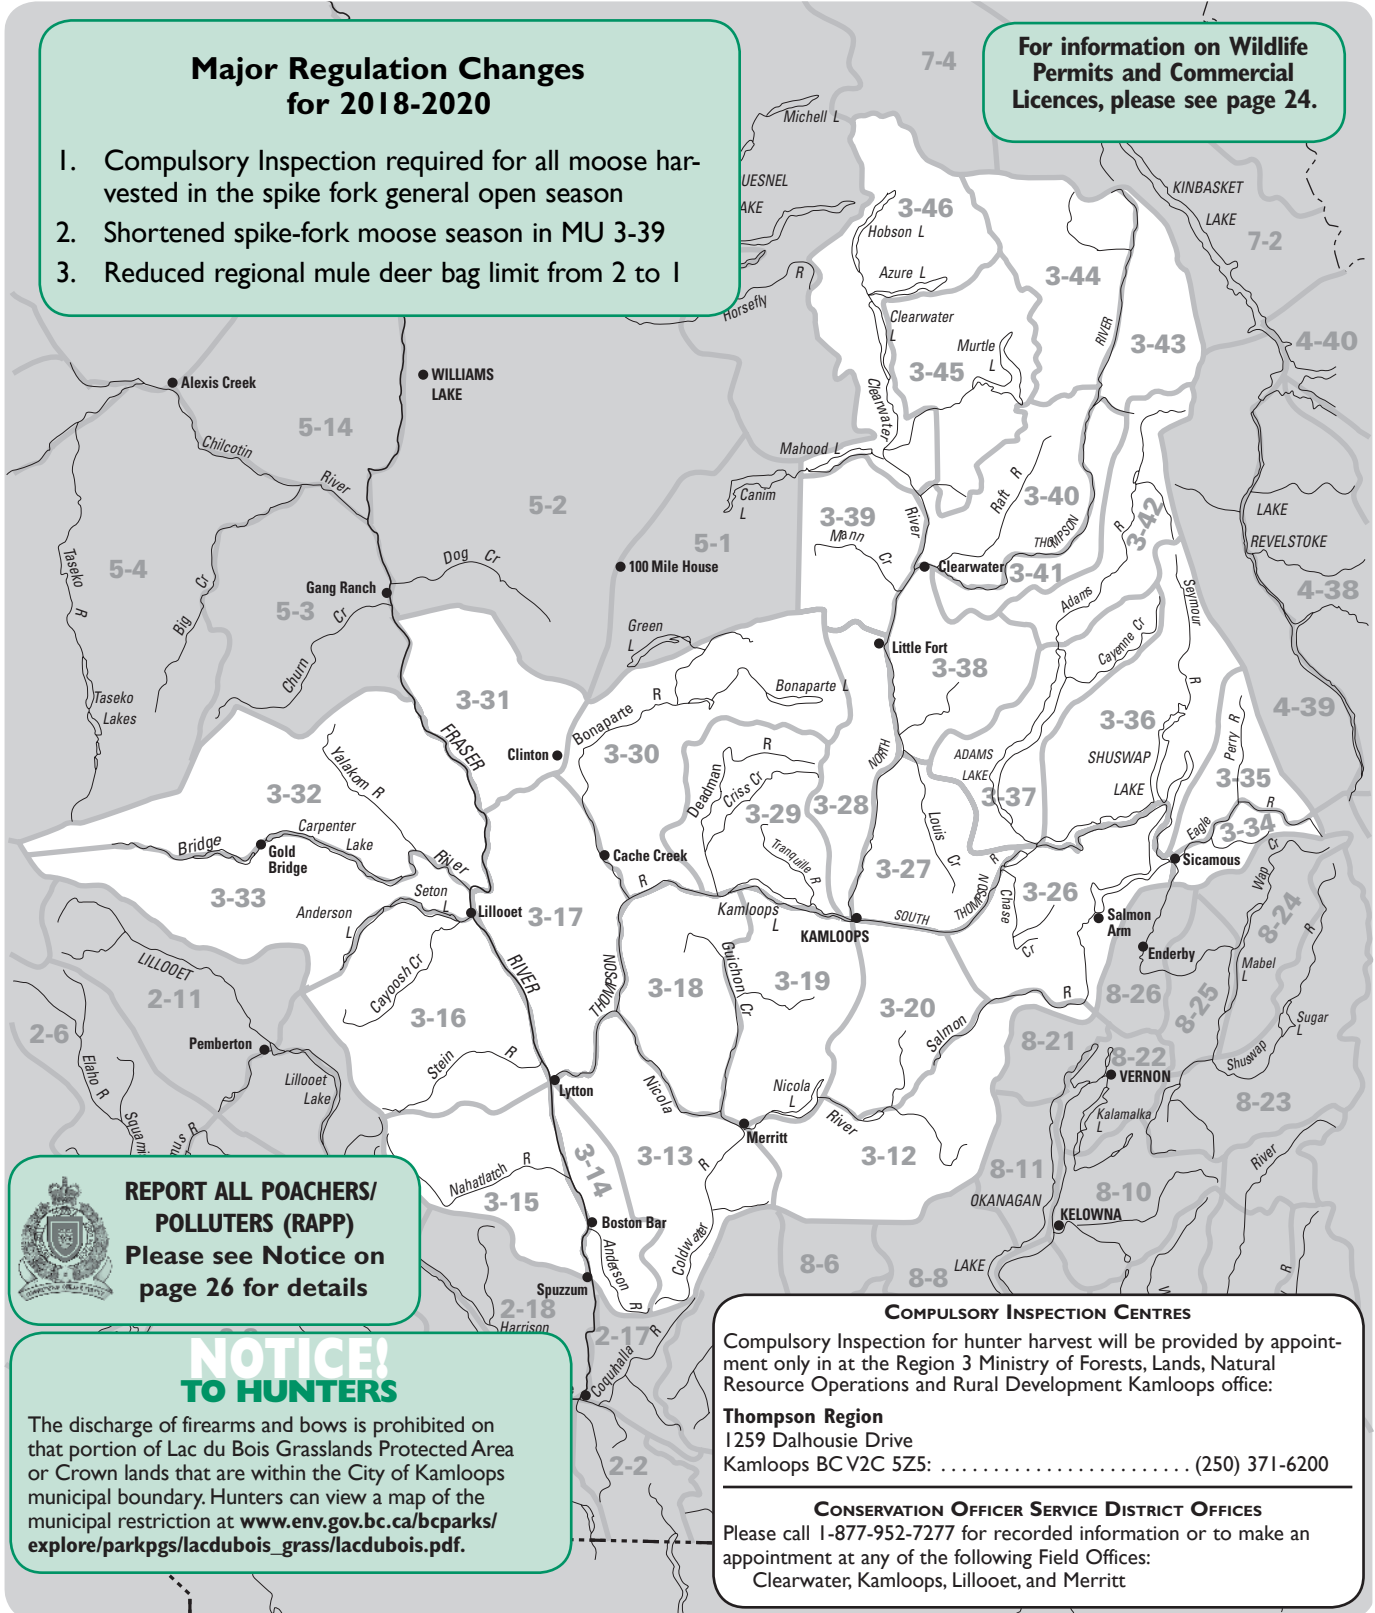 Major Regulation Changes
for 2018-2020
1. Compulsory Inspection required for all moose har-
vested in the spike fork general open season
2. Shortened spike-fork moose season in MU 3-39
3. Reduced regional mule deer bag limit from 2 to 1
For information on Wildlife
Permits and Commercial
Licences, please see page 24.
7-4
Michell L
UESNEL
AKE
KINBASKET
LAKE
7-2
3-46
Hobson L
Azure L
3-44
R
Horsefly
Clearwater
L
Murtle
L
3-45
RIVER
3-43
4-40
Alexis Creek
WILLIAMS
LAKE
5-14
Chilcotin
River
Clearwater
Mahood L
Canim
L
5-2
5-1
3-39
Mann
Cr
River
Raft R
3-40
THOMPSON
R
3-42
LAKE
REVELSTOKE
Taseko
R
5-4
Big
Cr
5-3
Gang Ranch
Dog Cr
100 Mile House
Clearwater
3-41
Adams
Seymour
R
4-38
Churn
Cr
Green
L
Little Fort
3-38
Cayenne Cr
Taseko
Lakes
3-31
Bonaparte R
Bonaparte L
3-36
4-39
FRASER
Clinton
3-30
Deadman
R
Criss Cr
NORTH
ADAMS
LAKE
SHUSWAP
LAKE
Perry R
3-35
Yalakom R
3-32
3-29
3-28
3-37
R
3-34
Eagle
Bridge
Carpenter
Lake
Gold
Bridge
River
Cache Creek
Tranquille R
Louis
Cr
3-27
Sicamous
Cr
Wap
3-33
Seton
L
Anderson
L
Lillooet
3-17
R
Kamloops
L
KAMLOOPS
SOUTH
THOMPSON
R
Chase
Cr
3-26
Salmon
Arm
8-24
R
LILLOOET
Cayoosh Cr
RIVER
THOMPSON
Guichon Cr
3-18
3-19
Enderby
Mabel
L
2-11
3-16
3-20
R
8-26
8-25
Sugar
L
2-6
Pemberton
Stein
R
Salmon
8-21
8-22
VERNON
Shuswap
Elaho R
Lillooet
Lake
Lytton
Nicola
Nicola
L
River
Merritt
Kalamalka
L
8-23
3-14
3-13
R
3-12
8-11
River
Nahatlatch R
3-15
OKANAGAN
8-10
Boston Bar
Anderson
R
Coldwater
KELOWNA
8-6
8-8
LAKE
R
Spuzzum
2-18
Harrison
2-17
R
Coquhalla
2-2
REPORT ALL POACHERS/
POLLUTERS (RAPP)
Please see Notice on
page 26 for details
NOTICE!
TO HUNTERS
The discharge of firearms and bows is prohibited on
that portion of Lac du Bois Grasslands Protected Area
or Crown lands that are within the City of Kamloops
municipal boundary. Hunters can view a map of the
municipal restriction at www.env.gov.bc.ca/bcparks/
explore/parkpgs/lacdubois_grass/lacdubois.pdf.
COMPULSORY INSPECTION CENTRES
Compulsory Inspection for hunter harvest will be provided by appoint-
ment only in at the Region 3 Ministry of Forests, Lands, Natural
Resource Operations and Rural Development Kamloops office:
Thompson Region
1259 Dalhousie Drive
Kamloops BC V2C 5Z5: ........................ (250) 371-6200
CONSERVATION OFFICER SERVICE DISTRICT OFFICES
Please call 1-877-952-7277 for recorded information or to make an
appointment at any of the following Field Offices:
Clearwater, Kamloops, Lillooet, and Merritt